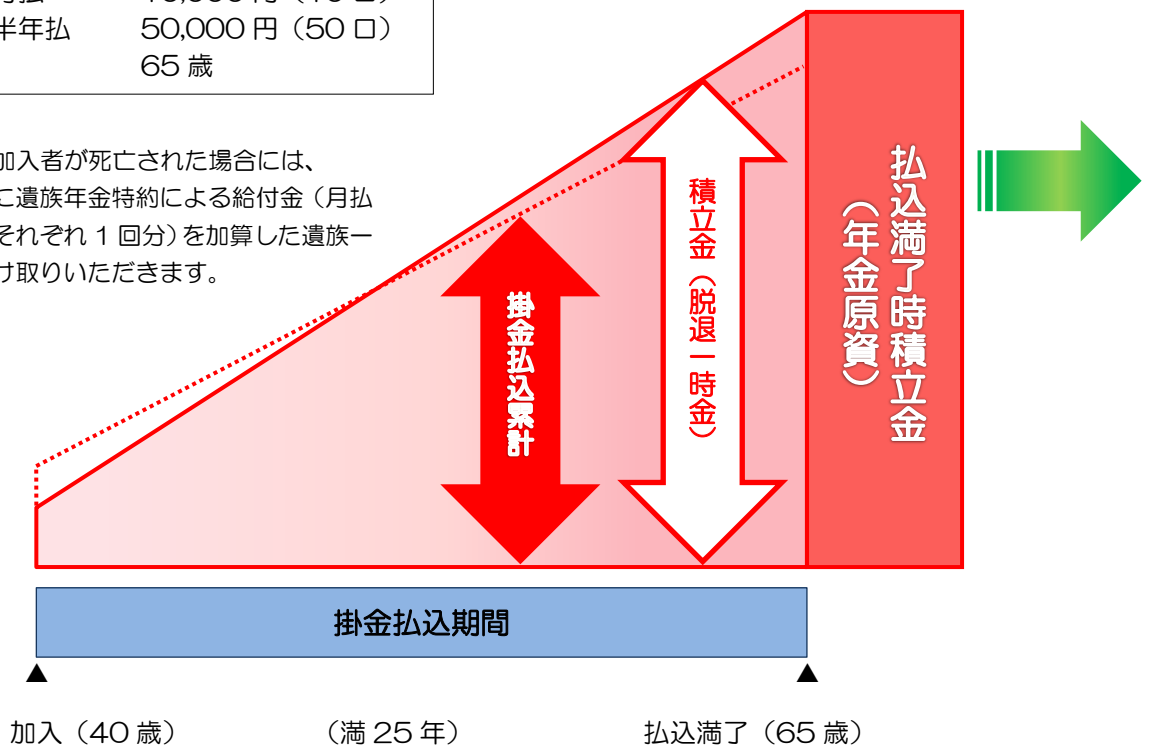 半年払 50,000 円（50 口）
65 歳
加入者が死亡された場合には、
に遺族年金特約による給付金（月払
それぞれ 1 回分）を加算した遺族一
け取りいただきます。
掛金払込累計
積立金（脱退一時金）
払込満了時積立金
（年金原資）
掛金払込期間
加入（40 歳） （満 25 年） 払込満了（65 歳）